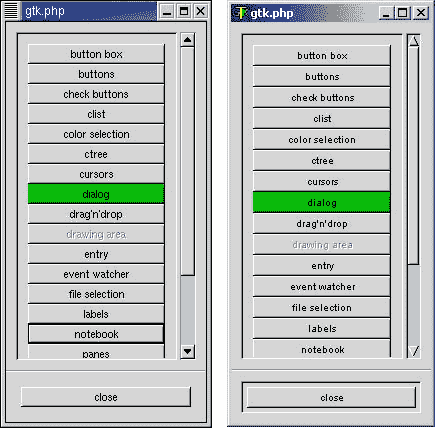 gtk.php
button box
buttons
check buttons
clist
color selection
ctree
cursors
dialog
drag'n'drop
drawing area
entry
event watcher
file selection
labels
notebook
panes
close
gtk.php
button box
buttons
check buttons
clist
color selection
ctree
cursors
dialog
drag'n'drop
drawing area
entry
event watcher
file selection
labels
notebook
close